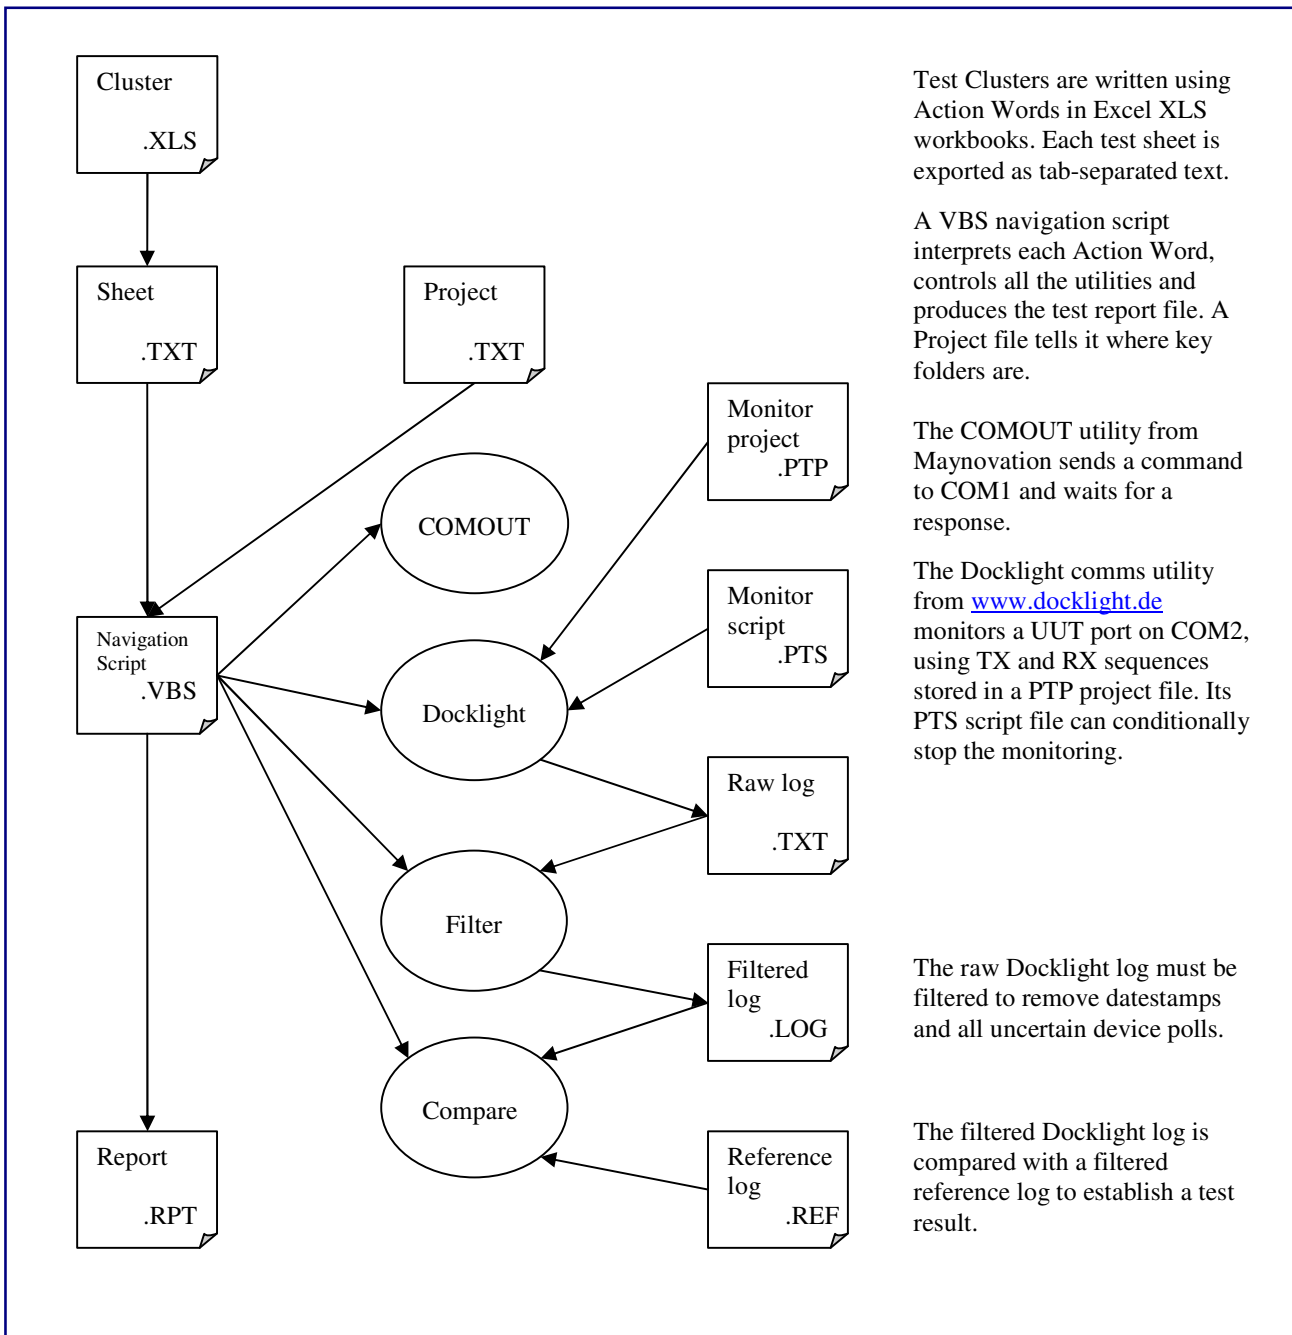 Cluster
.XLS
Sheet
.TXT
Project
.TXT
Monitor
project
.PTP
COMOUT
Monitor
script
.PTS
Navigation
Script
.VBS
Docklight
Raw log
.TXT
Filter
Filtered
log
.LOG
Compare
Report
.RPT
Reference
log
.REF
Test Clusters are written using
Action Words in Excel XLS
workbooks. Each test sheet is
exported as tab-separated text.
A VBS navigation script
interprets each Action Word,
controls all the utilities and
produces the test report file. A
Project file tells it where key
folders are.
The COMOUT utility from
Maynovation sends a command
to COM1 and waits for a
response.
The Docklight comms utility
from www.docklight.de
monitors a UUT port on COM2,
using TX and RX sequences
stored in a PTP project file. Its
PTS script file can conditionally
stop the monitoring.
The raw Docklight log must be
filtered to remove datestamps
and all uncertain device polls.
The filtered Docklight log is
compared with a filtered
reference log to establish a test
result.